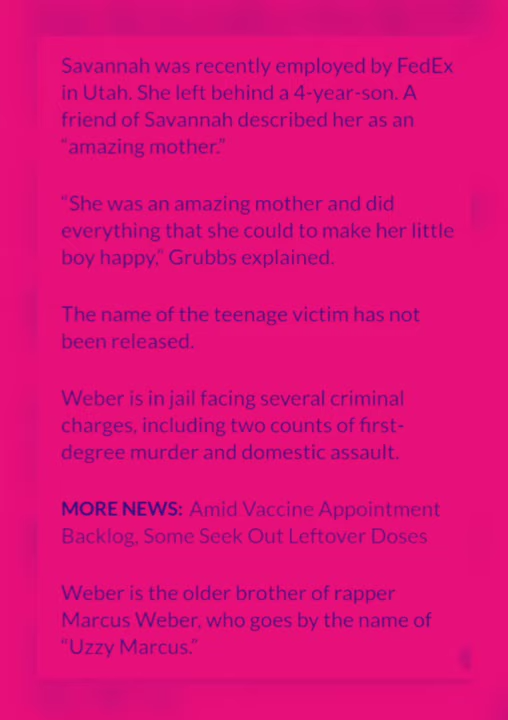 Savannah was recently employed by FedEx
in Utah. She left behind a 4-year-son. A
friend of Savannah described her as an
“amazing mother.”
“She was an amazing mother and did
everything that she could to make her little
boy happy,” Grubbs explained.
The name of the teenage victim has not
been released.
Weber is in jail facing several criminal
charges, including two counts of first-
degree murder and domestic assault.
MORE NEWS: Amid Vaccine Appointment
Backlog, Some Seek Out Leftover Doses
Weber is the older brother of rapper
Marcus Weber, who goes by the name of
“Uzzy Marcus.”